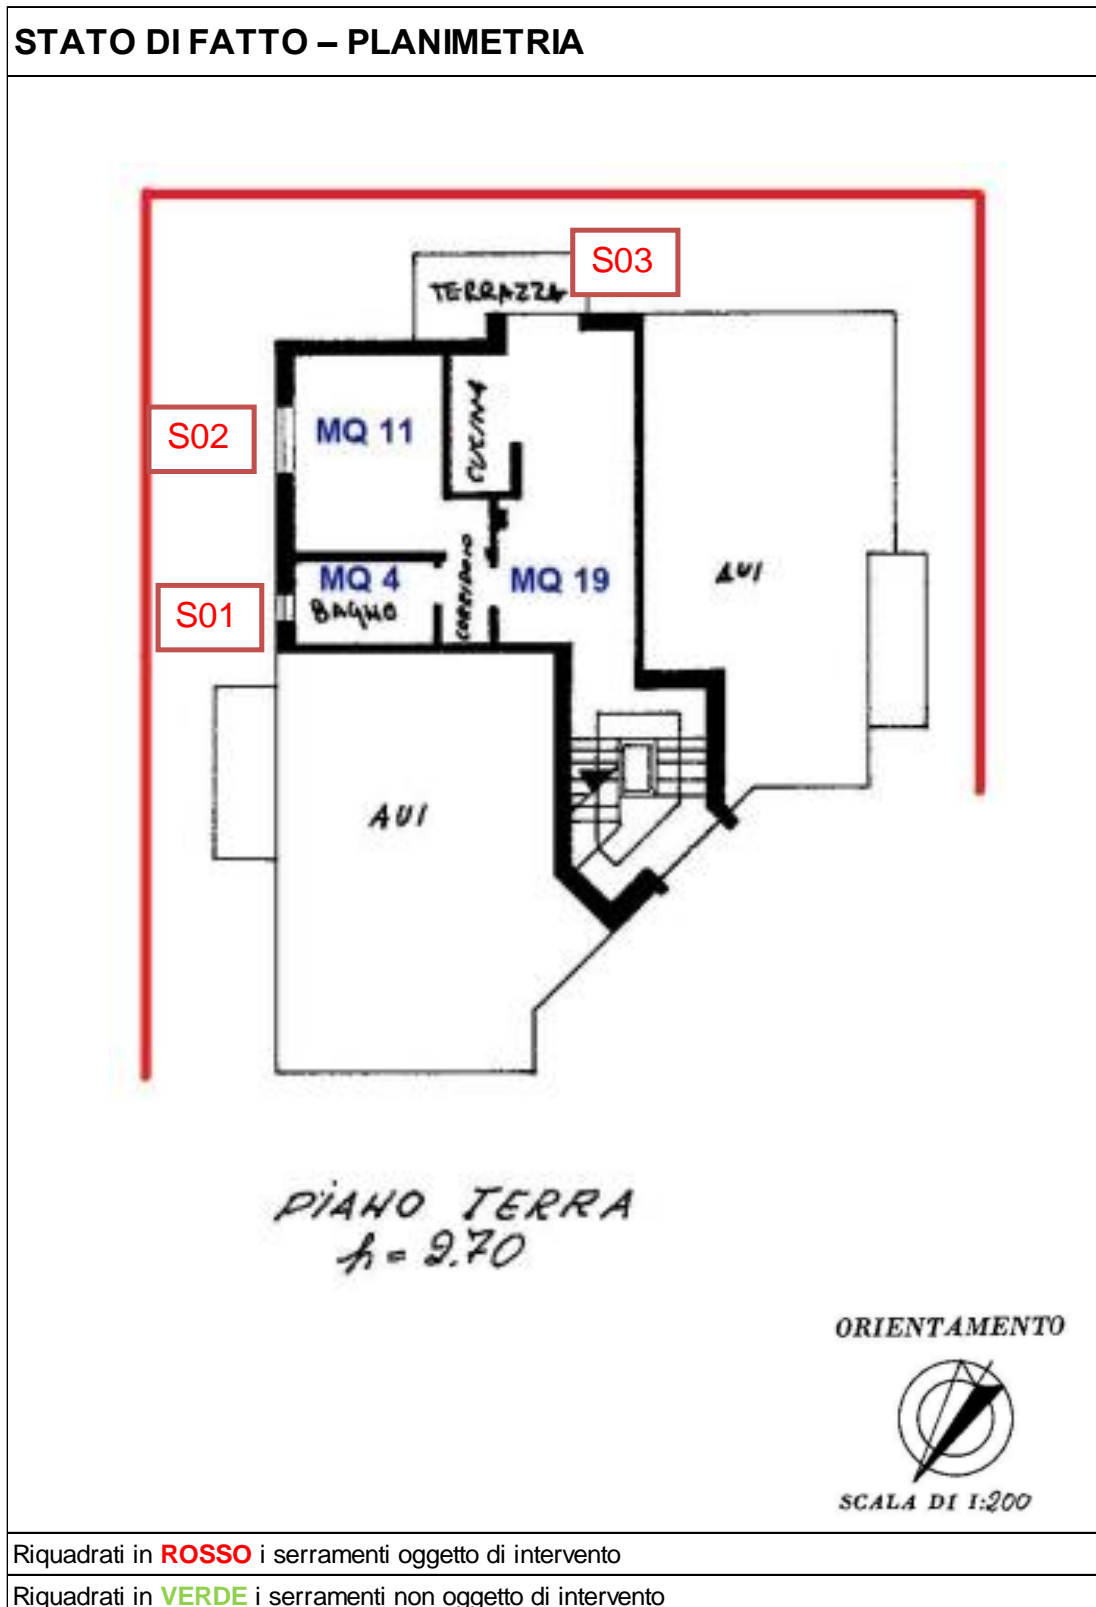 STATO DI FATTO – PLANIMETRIA
S03
TERRAZZA
S02
MQ 11
CUCINA
S01
MQ 4
BAGNO
CORRIDOIO
MQ 19
AUI
AUI
PIANO TERRA
h = 2.70
ORIENTAMENTO
SCALA DI 1:200
Riquadrati in ROSSO i serramenti oggetto di intervento
Riquadrati in VERDE i serramenti non oggetto di intervento